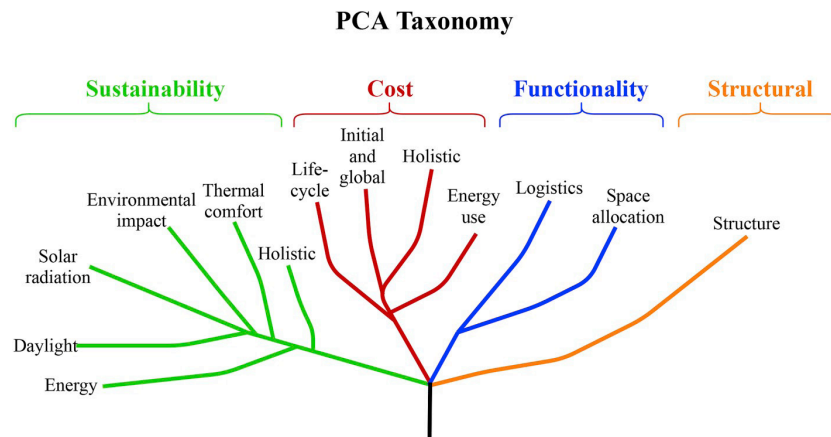 PCA Taxonomy
Sustainability
Cost
Functionality
Structural
Solar
radiation
Environmental
impact
Thermal
comfort
Holistic
Daylight
Energy
Life-
cycle
Initial
and
global
Holistic
Energy
use
Logistics
Space
allocation
Structure